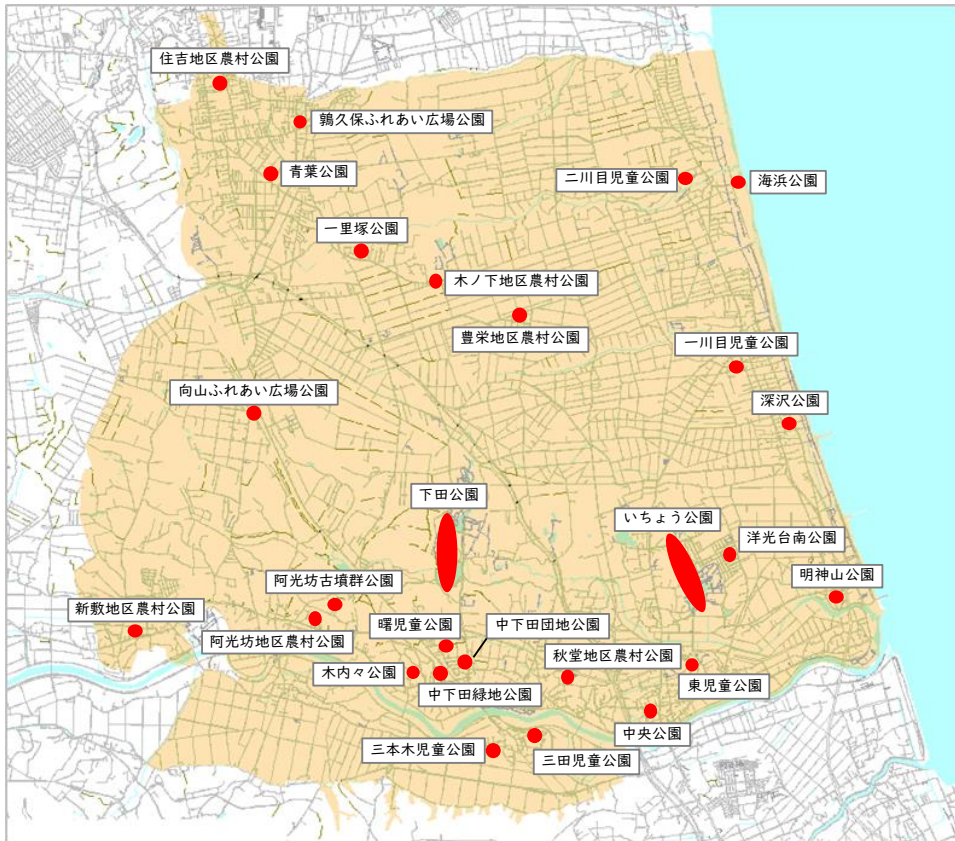 住吉地区農村公園
鶉久保ふれあい広場公園
青葉公園
二川目児童公園
海浜公園
一里塚公園
木ノ下地区農村公園
豊栄地区農村公園
一川目児童公園
向山ふれあい広場公園
深沢公園
下田公園
いちょう公園
洋光台南公園
阿光坊古墳群公園
明神山公園
新敷地区農村公園
阿光坊地区農村公園
曙児童公園
中下田団地公園
秋堂地区農村公園
木内々公園
中下田緑地公園
東児童公園
中央公園
三本木児童公園
三田児童公園